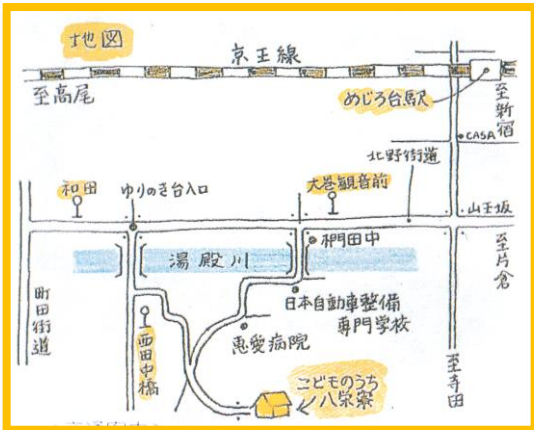 地図
京王線
至高尾
めじろ台駅
至新宿
CASA
北野街道
和田
ゆりのき台入口
大巻観音前
山王坂
湯殿川
椚田中
至片倉
町田街道
日本自動車整備
専門学校
恵愛病院
西田中橋
こどものうち
八栄寮
至寺田